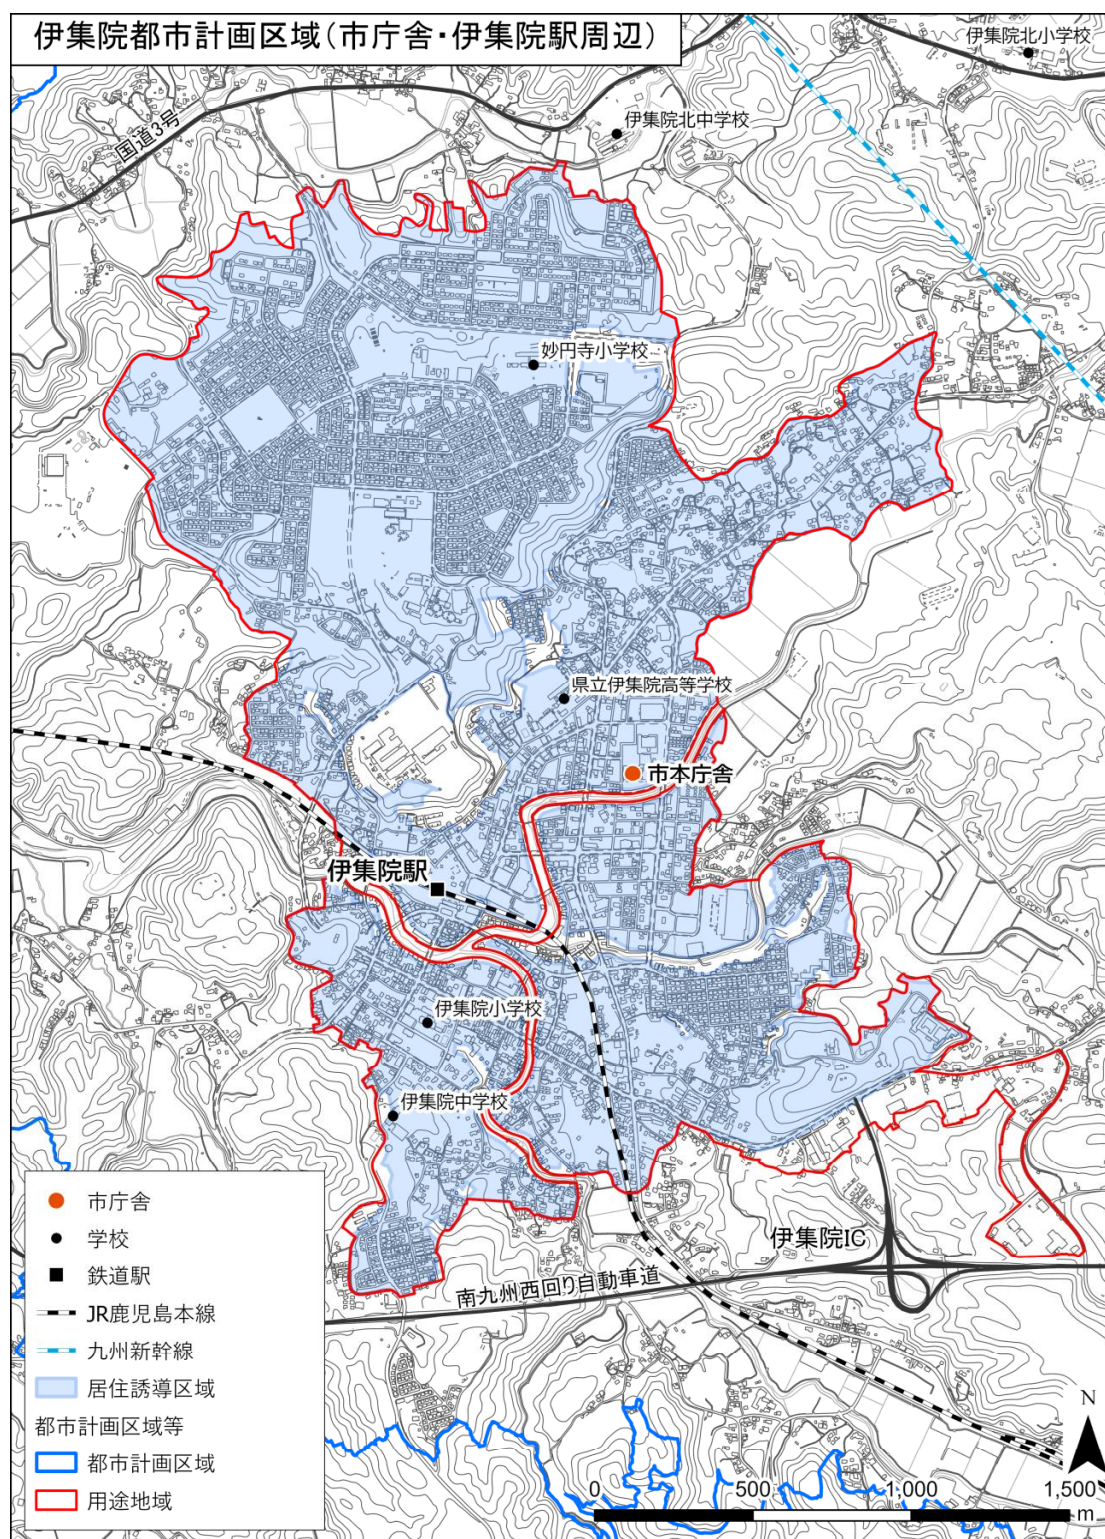 伊集院都市計画区域(市庁舎・伊集院駅周辺)
伊集院北小学校
伊集院北中学校
国道3号
妙円寺小学校
県立伊集院高等学校
市本庁舎
伊集院駅
伊集院小学校
伊集院中学校
伊集院IC
南九州西回り自動車道
市庁舎
学校
鉄道駅
JR鹿児島本線
九州新幹線
居住誘導区域
都市計画区域等
都市計画区域
用途地域
N
0 500 1,000 1,500
m